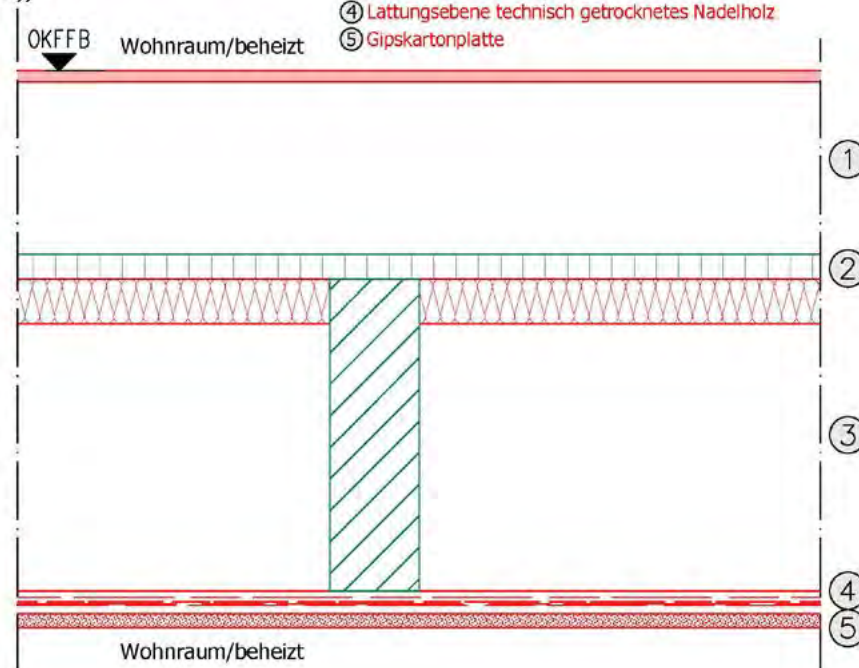 ④ Lattungsebene technisch getrocknetes Nadelholz
OKFFB Wohnraum/beheizt
⑤ Gipskartonplatte
①
②
③
④
⑤
Wohnraum/beheizt